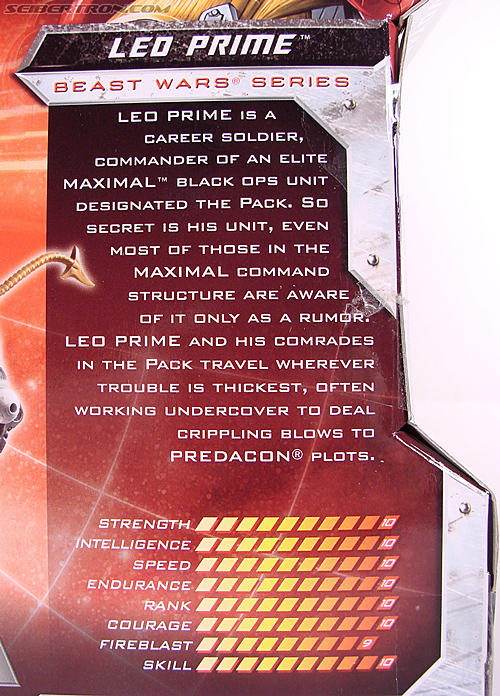 SEIBERTRON.COM
LEO PRIME™
BEAST WARS® SERIES
LEO PRIME IS A
CAREER SOLDIER,
COMMANDER OF AN ELITE
MAXIMAL™ BLACK OPS UNIT
DESIGNATED THE PACK. SO
SECRET IS HIS UNIT, EVEN
MOST OF THOSE IN THE
MAXIMAL COMMAND
STRUCTURE ARE AWARE
OF IT ONLY AS A RUMOR.
LEO PRIME AND HIS COMRADES
IN THE PACK TRAVEL WHEREVER
TROUBLE IS THICKEST, OFTEN
WORKING UNDERCOVER TO DEAL
CRIPPLING BLOWS TO
PREDACON® PLOTS.
STRENGTH 10
INTELLIGENCE 10
SPEED 10
ENDURANCE 10
RANK 10
COURAGE 10
FIREBLAST 9
SKILL 10